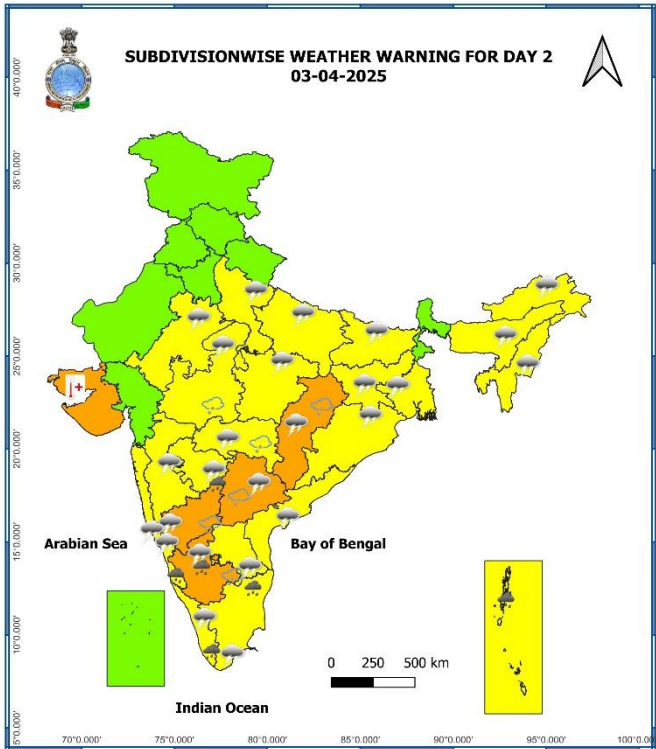 SUBDIVISIONWISE WEATHER WARNING FOR DAY 2
03-04-2025
40°0.000'
35°0.000'
30°0.000'
25°0.000'
20°0.000'
15°0.000'
10°0.000'
5°0.000'
Arabian Sea
Bay of Bengal
0 250 500 km
Indian Ocean
70°0.000' 75°0.000' 80°0.000' 85°0.000' 90°0.000' 95°0.000' 100°0.00